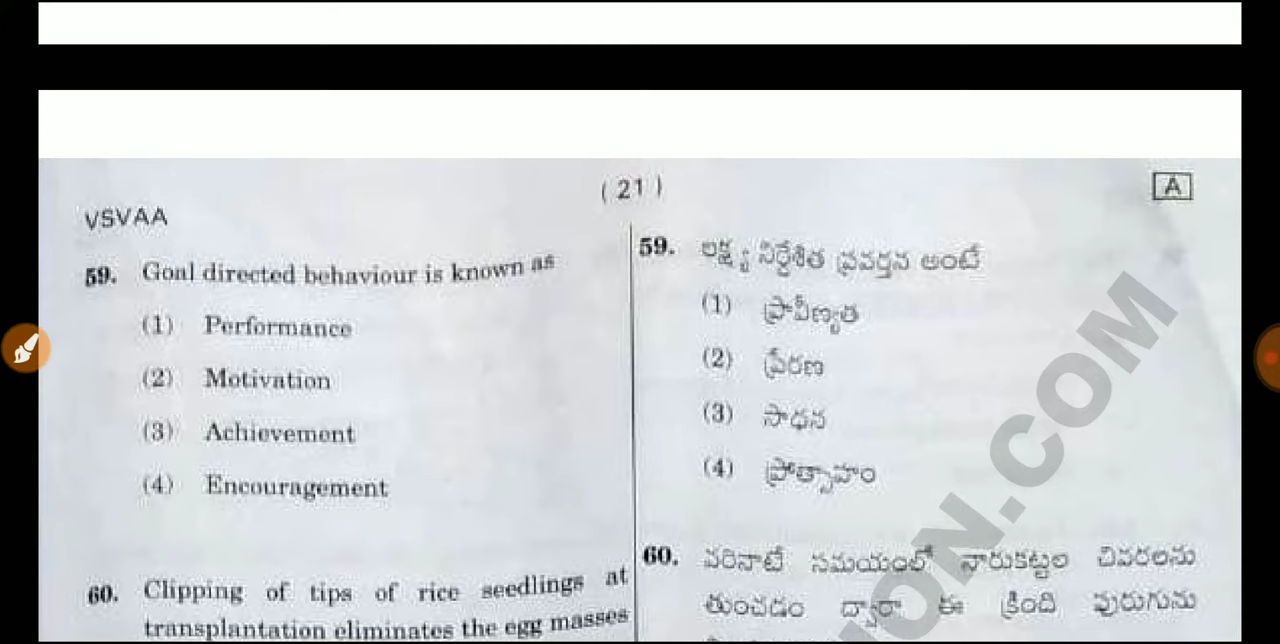 ( 21 )
A
VSVAA
59. Goal directed behaviour is known as
(1) Performance
(2) Motivation
(3) Achievement
(4) Encouragement
60. Clipping of tips of rice seedlings at
transplantation eliminates the egg masses
59. లక్ష్య నిర్దేశిత ప్రవర్తన అంటే
(1) ప్రావీణ్యత
(2) ప్రేరణ
(3) సాధన
(4) ప్రోత్సాహం
60. వరినాటే సమయంలో నారుకట్టల చివరలను
తుంచడం ద్వారా ఈ క్రింది పురుగును
ON.COM